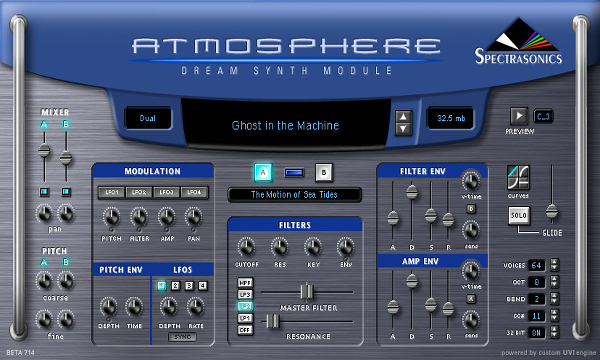 ATMOSPHERE
DREAM SYNTH MODULE
SPECTRASONICS
Dual
Ghost in the Machine
32.5 mb
PREVIEW
C_3
MIXER
A B
pan
PITCH
A B
coarse
fine
MODULATION
LFO1 LFO2 LFO3 LFO4
PITCH FILTER AMP PAN
PITCH ENV
DEPTH TIME
LFOS
1 2 3 4
DEPTH RATE
SYNC
A B
The Motion of Sea Tides
FILTERS
CUTOFF RES KEY ENV
HPF
LP3
LP2
LP1
OFF
MASTER FILTER
RESONANCE
FILTER ENV
v-time
sens
A D S R
AMP ENV
v-time
A
sens
A D S R
curves
SOLO
GLIDE
VOICES 64
OCT 0
BEND 2
CC# 11
32 BIT ON
BETA 714
powered by custom UVI engine